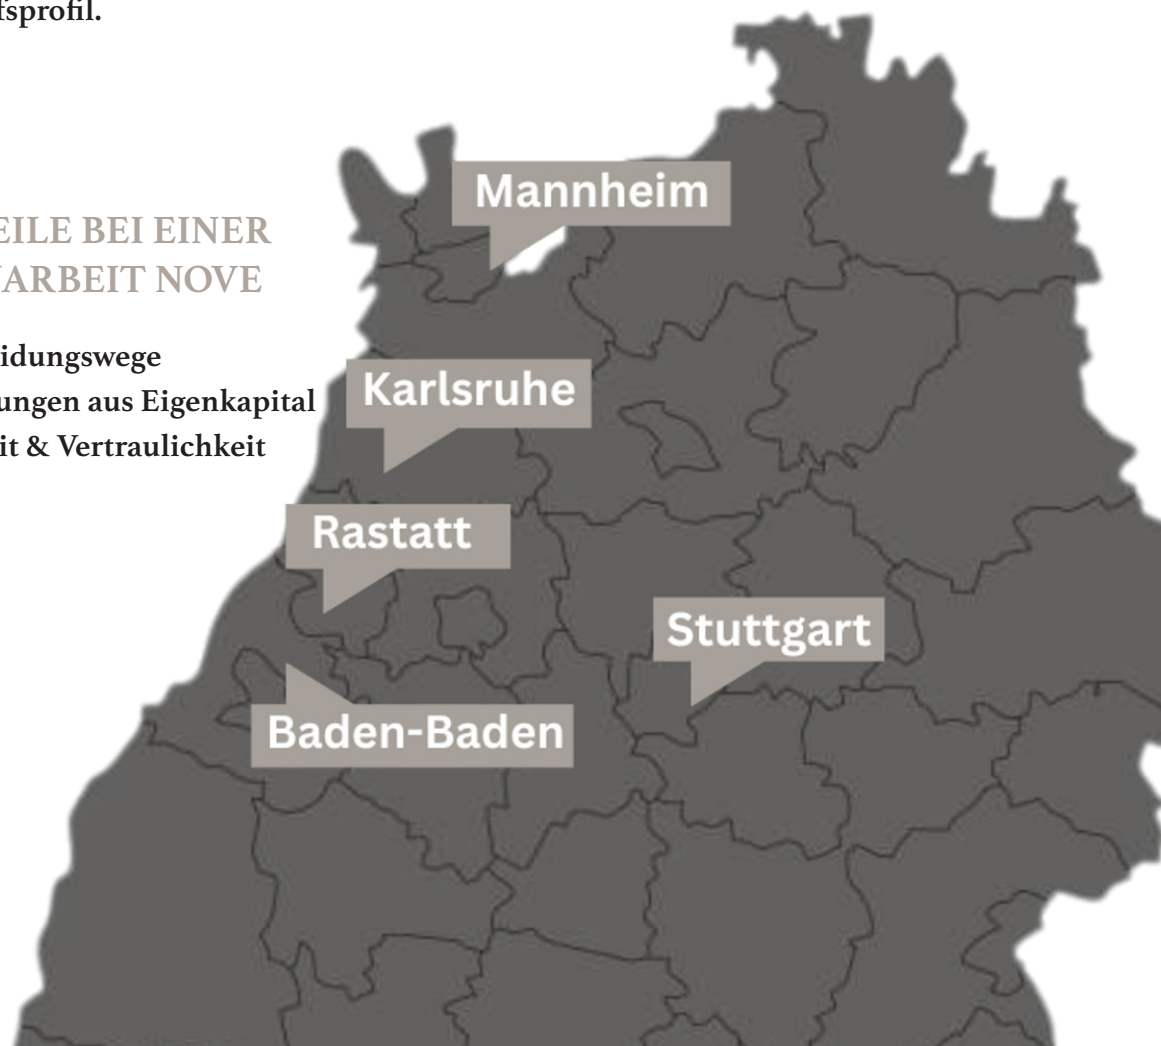 fsprofil.
EILE BEI EINER
ARBEIT NOVE
idungswege
ungen aus Eigenkapital
it & Vertraulichkeit
Mannheim
Karlsruhe
Rastatt
Stuttgart
Baden-Baden